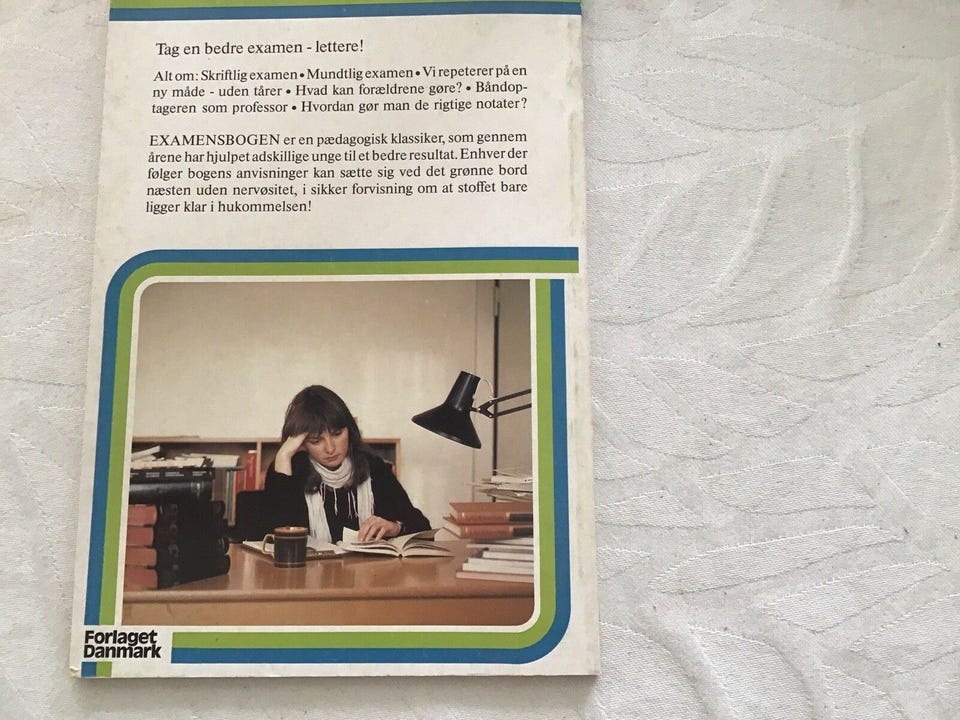 Tag en bedre examen - lettere!
Alt om: Skriftlig examen • Mundtlig examen • Vi repeterer på en
ny måde - uden tårer • Hvad kan forældrene gøre? • Båndop-
tageren som professor • Hvordan gør man de rigtige notater?
EXAMENSBOGEN er en pædagogisk klassiker, som gennem
årene har hjulpet adskillige unge til et bedre resultat. Enhver der
følger bogens anvisninger kan sætte sig ved det grønne bord
næsten uden nervøsitet, i sikker forvisning om at stoffet bare
ligger klar i hukommelsen!
Forlaget
Danmark